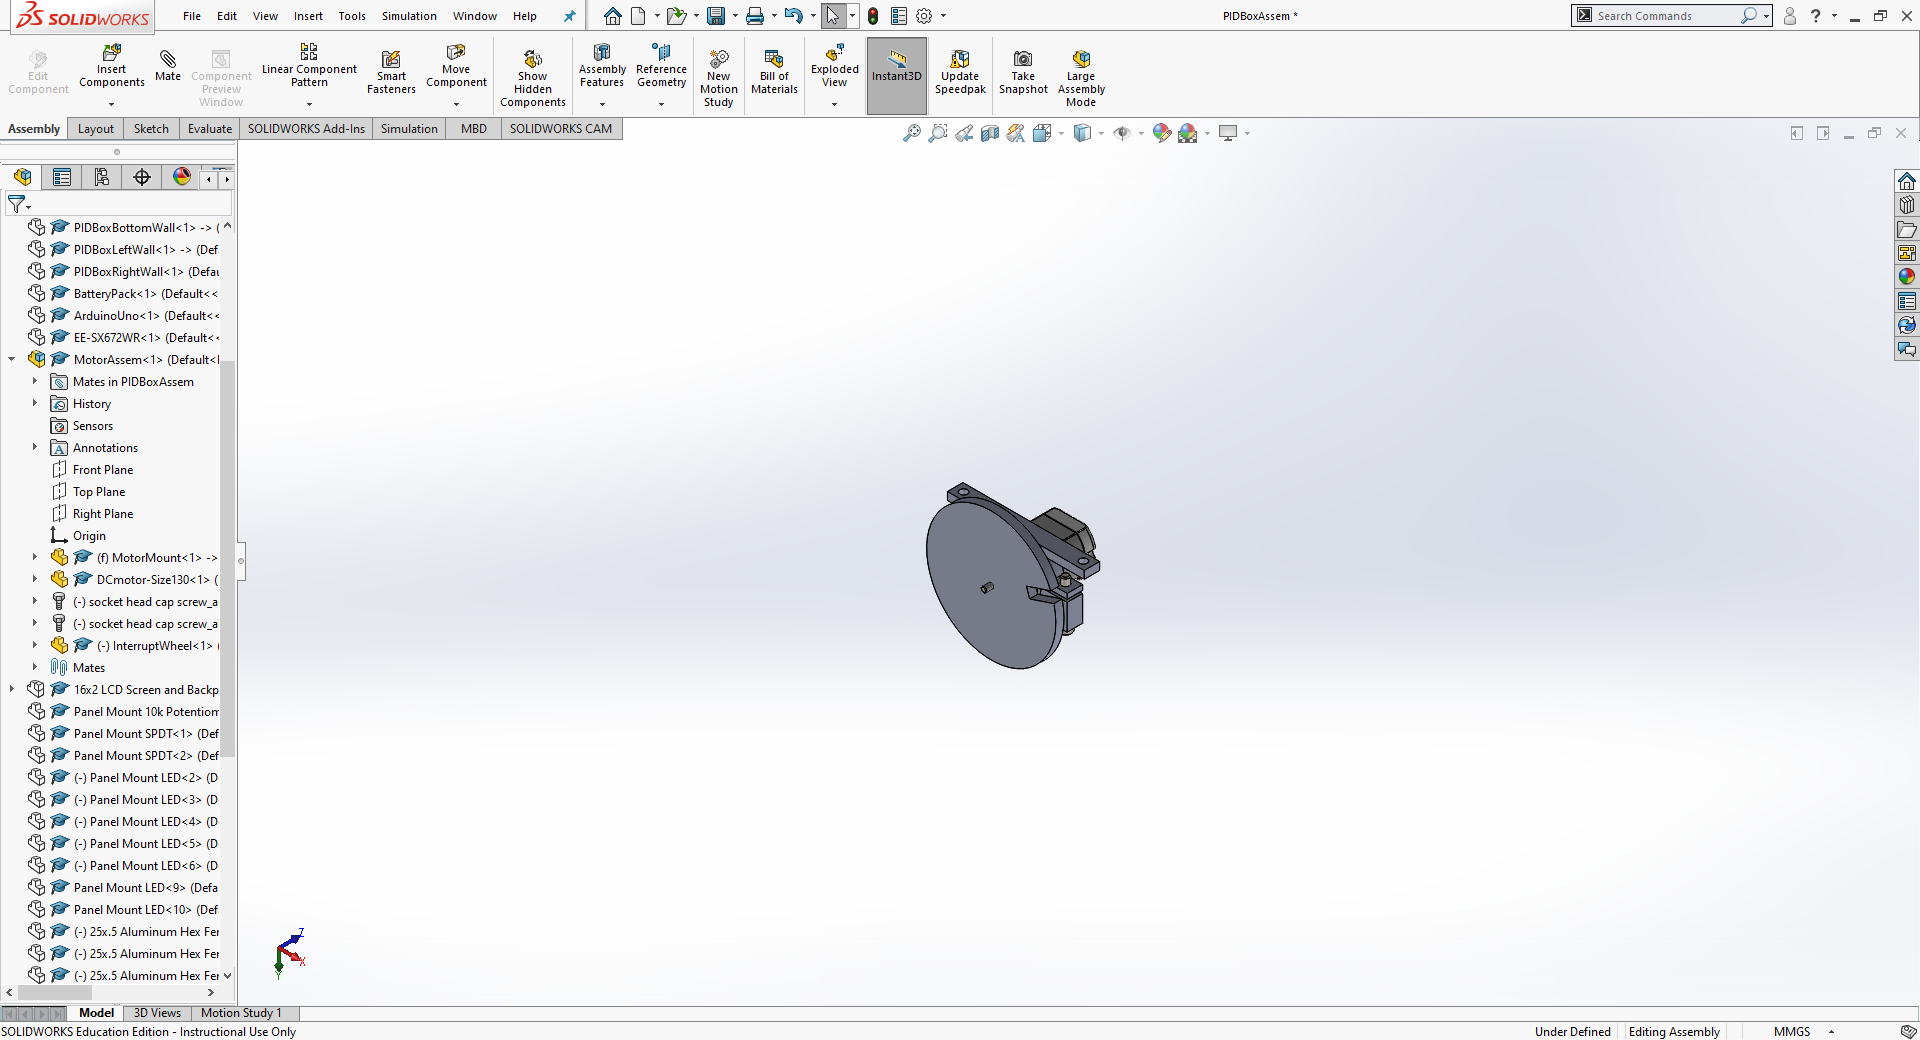 SOLIDWORKS
File Edit View Insert Tools Simulation Window Help
PIDBoxAssem *
Search Commands
Edit Component
Insert Components
Mate
Component Preview Window
Linear Component Pattern
Smart Fasteners
Move Component
Show Hidden Components
Assembly Features
Reference Geometry
New Motion Study
Bill of Materials
Exploded View
Instant3D
Update Speedpak
Take Snapshot
Large Assembly Mode
Assembly Layout Sketch Evaluate SOLIDWORKS Add-Ins Simulation MBD SOLIDWORKS CAM
PIDBoxBottomWall<1> -> (
PIDBoxLeftWall<1> -> (Def
PIDBoxRightWall<1> (Defau
BatteryPack<1> (Default<<
ArduinoUno<1> (Default<<
EE-SX672WR<1> (Default<<
MotorAssem<1> (Default<
Mates in PIDBoxAssem
History
Sensors
Annotations
Front Plane
Top Plane
Right Plane
Origin
(f) MotorMount<1> ->
DCmotor-Size130<1> (
(-) socket head cap screw_a
(-) socket head cap screw_a
(-) InterruptWheel<1> (
Mates
16x2 LCD Screen and Backp
Panel Mount 10k Potentiom
Panel Mount SPDT<1> (Def
Panel Mount SPDT<2> (Def
(-) Panel Mount LED<2> (D
(-) Panel Mount LED<3> (D
(-) Panel Mount LED<4> (D
(-) Panel Mount LED<5> (D
(-) Panel Mount LED<6> (D
Panel Mount LED<9> (Defa
Panel Mount LED<10> (Def
(-) 25x.5 Aluminum Hex Fer
(-) 25x.5 Aluminum Hex Fer
(-) 25x.5 Aluminum Hex Fer
Z
X
Y
Model 3D Views Motion Study 1
SOLIDWORKS Education Edition - Instructional Use Only
Under Defined Editing Assembly MMGS